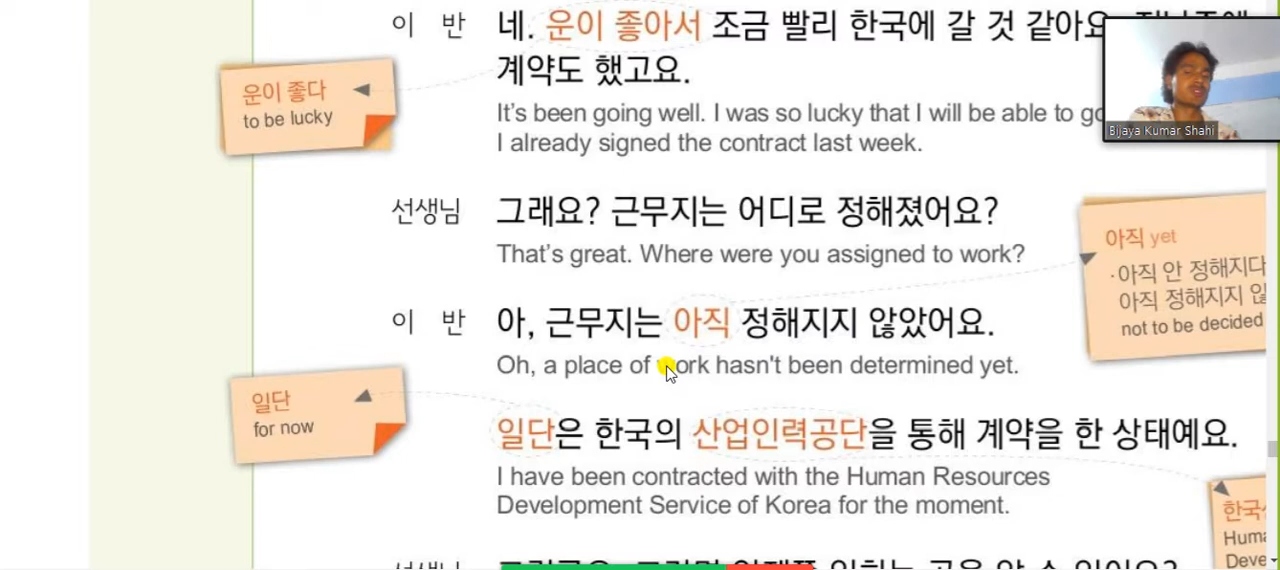 이 반 네. 운이 좋아서 조금 빨리 한국에 갈 것 같아요.
계약도 했고요.
운이 좋다
to be lucky
It's been going well. I was so lucky that I will be able to go
I already signed the contract last week.
Bijaya Kumar Shahi
선생님 그래요? 근무지는 어디로 정해졌어요?
That's great. Where were you assigned to work?
아직 yet
·아직 안 정해지다
아직 정해지지
not to be decided
이 반 아, 근무지는 아직 정해지지 않았어요.
Oh, a place of work hasn't been determined yet.
일단
for now
일단은 한국의 산업인력공단을 통해 계약을 한 상태예요.
I have been contracted with the Human Resources
Development Service of Korea for the moment.